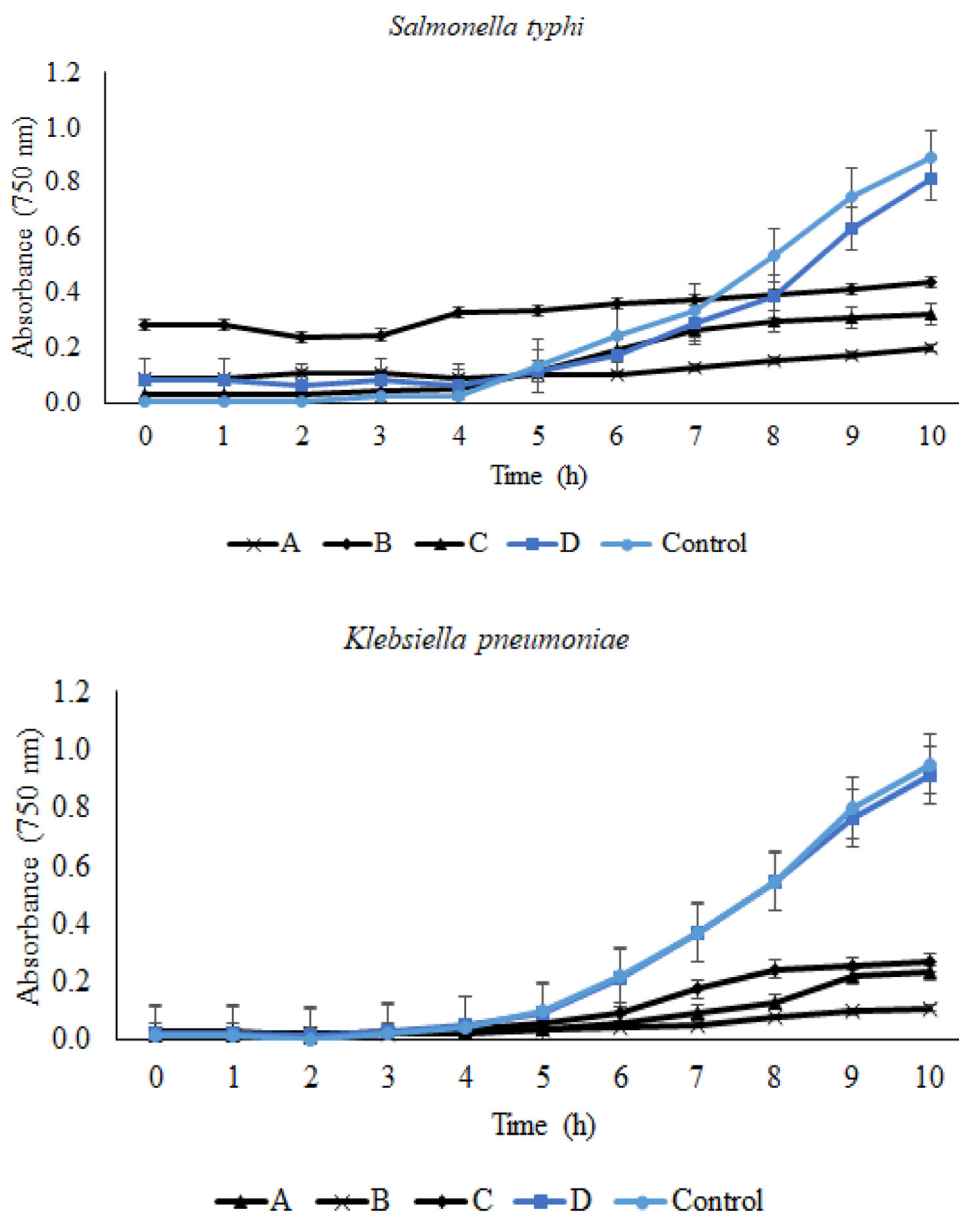 Salmonella typhi
1.2
1.0
0.8
0.6
0.4
0.2
0.0
Absorbance (750 nm)
0 1 2 3 4 5 6 7 8 9 10
Time (h)
A B C D Control
Klebsiella pneumoniae
1.2
1.0
0.8
0.6
0.4
0.2
0.0
Absorbance (750 nm)
0 1 2 3 4 5 6 7 8 9 10
Time (h)
A B C D Control